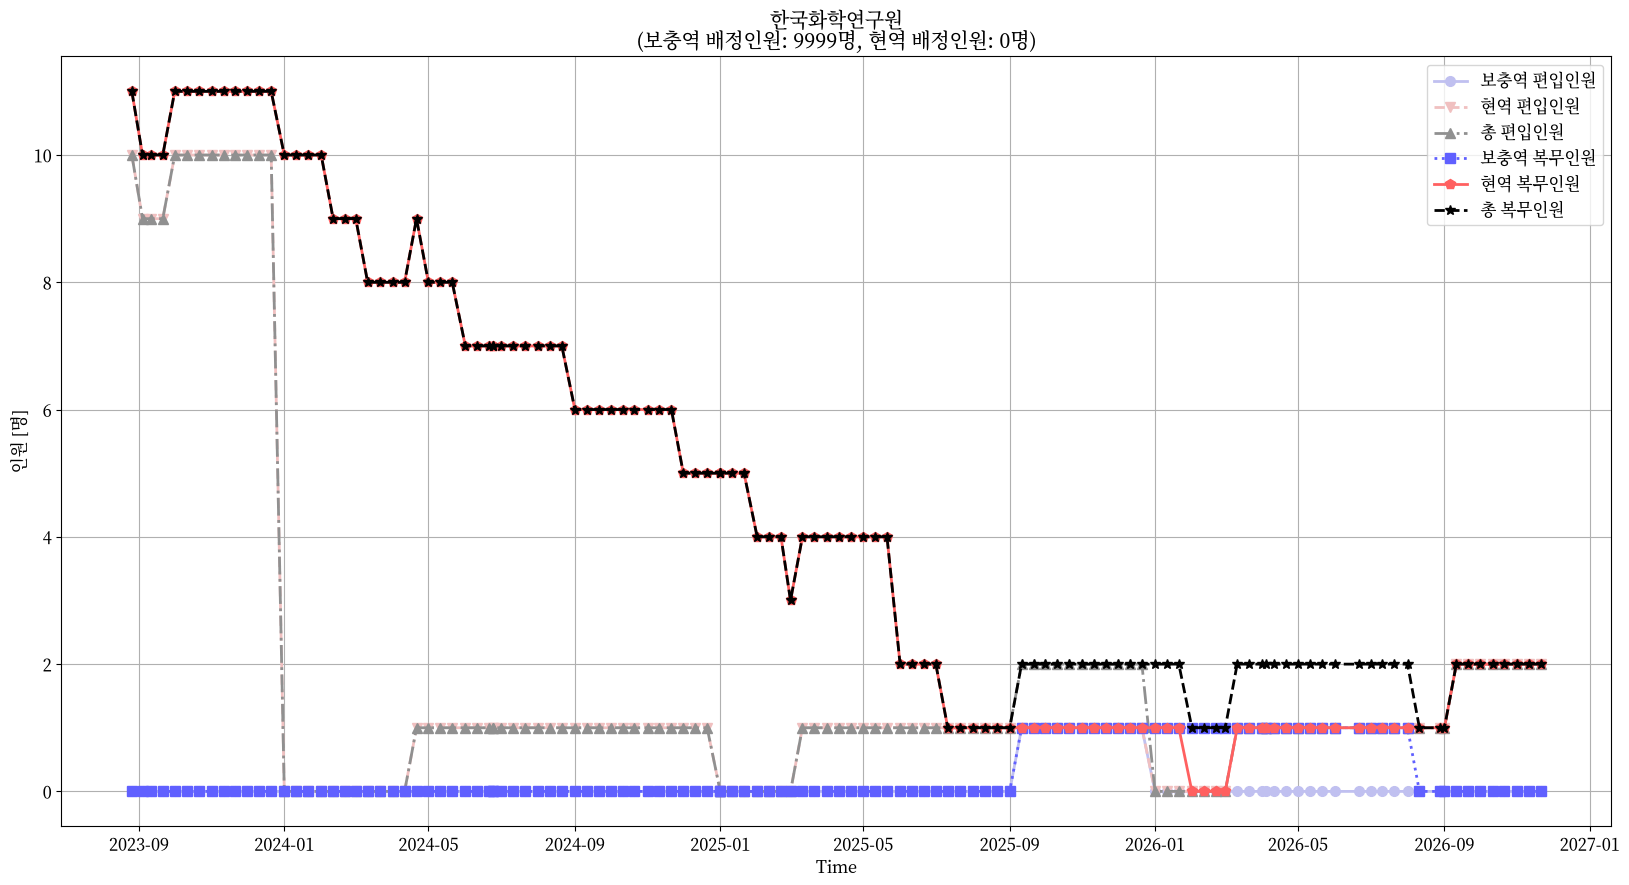 한국화학연구원
(보충역 배정인원: 9999명, 현역 배정인원: 0명)
보충역 편입인원
현역 편입인원
총 편입인원
보충역 복무인원
현역 복무인원
총 복무인원
인원 [명]
10
8
6
4
2
0
2023-09
2024-01
2024-05
2024-09
2025-01
2025-05
2025-09
2026-01
2026-05
2026-09
2027-01
Time